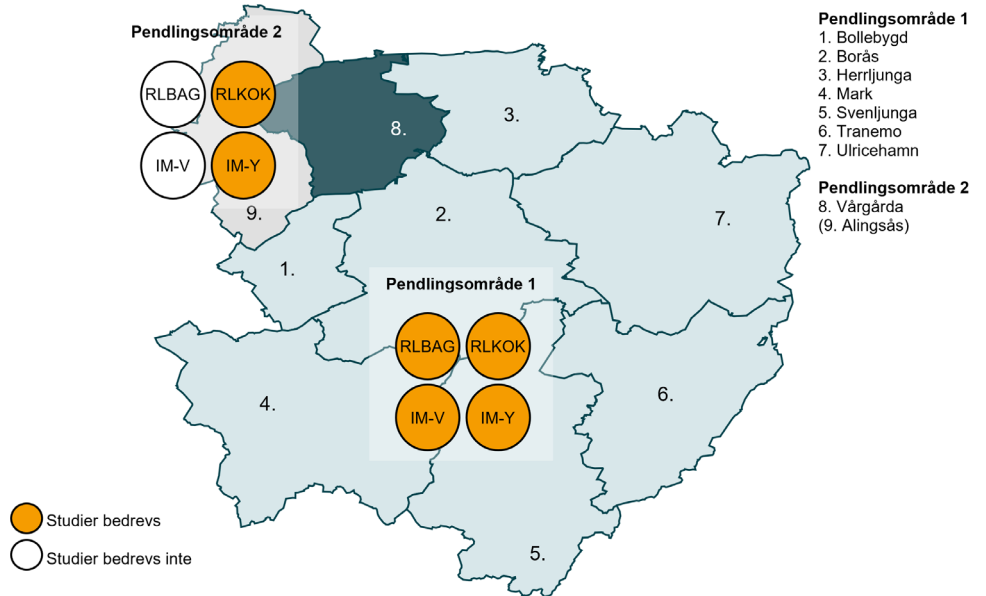 Pendlingsområde 2
RLBAG
RLKOK
IM-V
IM-Y
8.
3.
9.
2.
7.
1.
Pendlingsområde 1
RLBAG
RLKOK
IM-V
IM-Y
4.
6.
5.
Studier bedrevs
Studier bedrevs inte
Pendlingsområde 1
1. Bollebygd
2. Borås
3. Herrljunga
4. Mark
5. Svenljunga
6. Tranemo
7. Ulricehamn
Pendlingsområde 2
8. Vårgårda
(9. Alingsås)